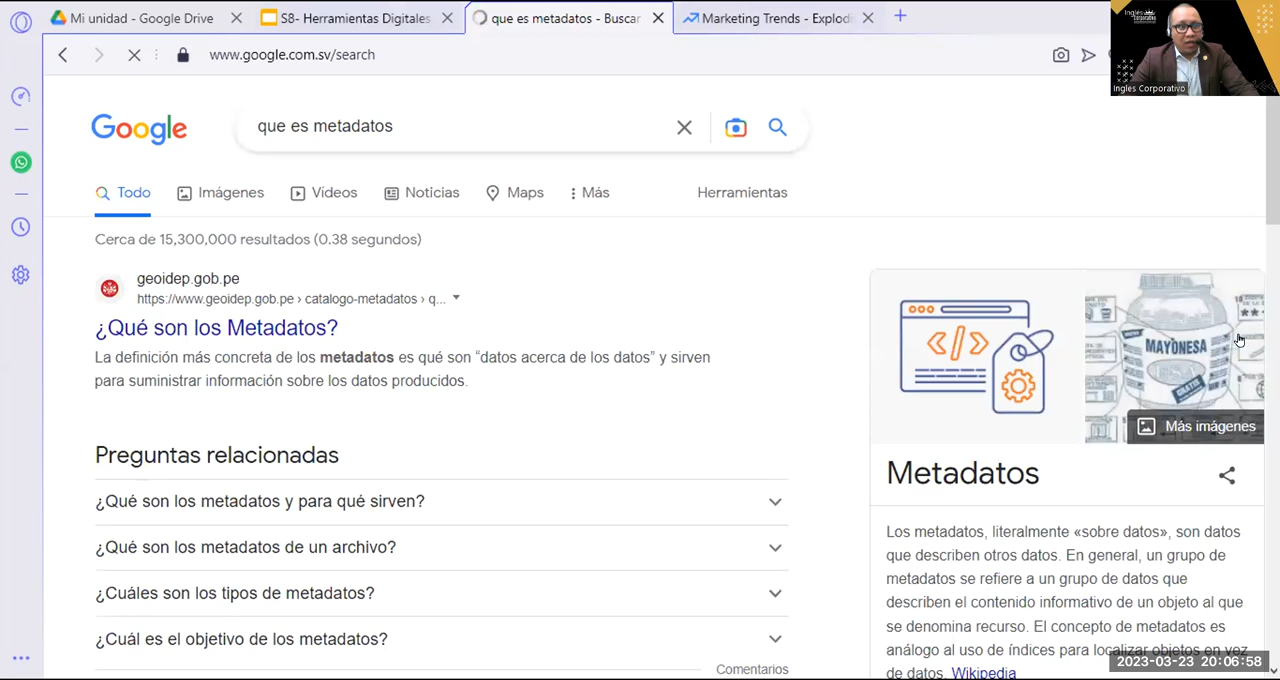 Mi unidad - Google Drive
S8- Herramientas Digitales
que es metadatos - Buscar
Marketing Trends - Explodi
www.google.com.sv/search
Inglés Corporativo
Ingles Corporativo
Google
que es metadatos
Todo
Imágenes
Videos
Noticias
Maps
Más
Herramientas
Cerca de 15,300,000 resultados (0.38 segundos)
geoidep.gob.pe
https://www.geoidep.gob.pe › catalogo-metadatos › q...
¿Qué son los Metadatos?
La definición más concreta de los metadatos es qué son “datos acerca de los datos” y sirven
para suministrar información sobre los datos producidos.
Preguntas relacionadas
¿Qué son los metadatos y para qué sirven?
¿Qué son los metadatos de un archivo?
¿Cuáles son los tipos de metadatos?
¿Cuál es el objetivo de los metadatos?
Comentarios
MAYONESA
GRATIS
Más imágenes
Metadatos
Los metadatos, literalmente «sobre datos», son datos
que describen otros datos. En general, un grupo de
metadatos se refiere a un grupo de datos que
describen el contenido informativo de un objeto al que
se denomina recurso. El concepto de metadatos es
análogo al uso de índices para localizar objetos en vez
de datos. Wikipedia
2023-03-23 20:06:58